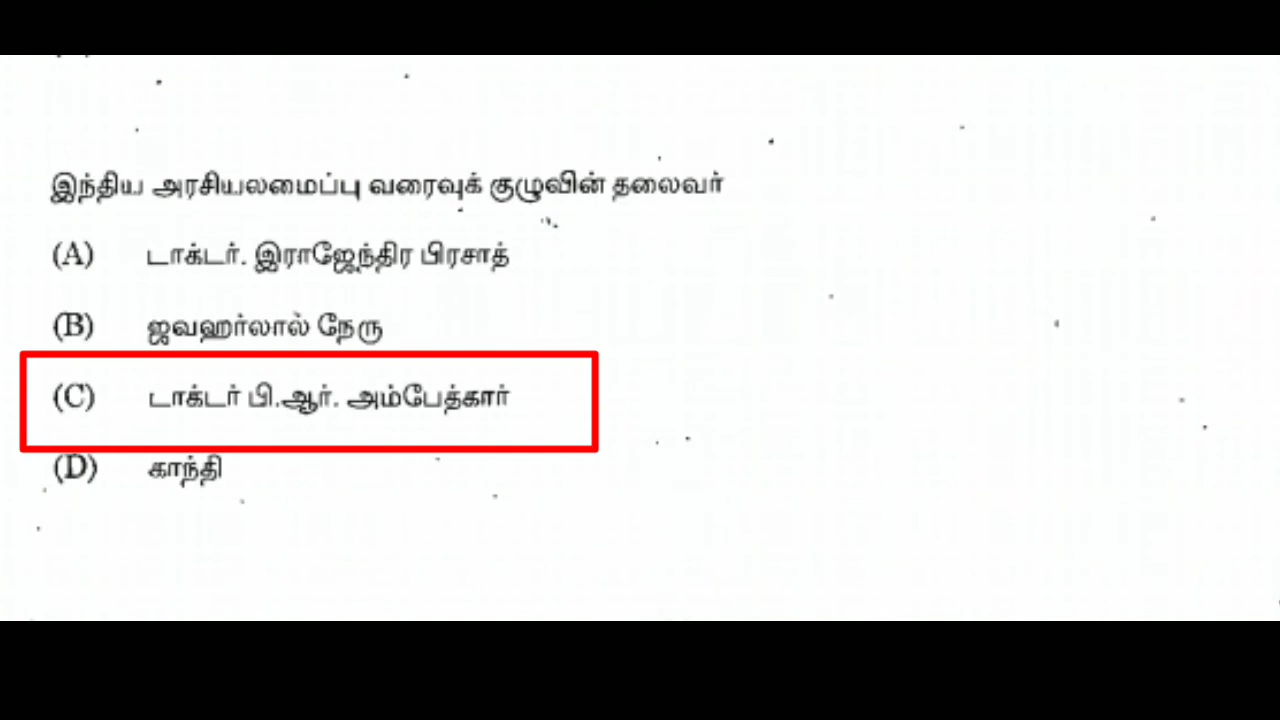 இந்திய அரசியலமைப்பு வரைவுக் குழுவின் தலைவர்
(A) டாக்டர். இராஜேந்திர பிரசாத்
(B) ஜவஹர்லால் நேரு
(C) டாக்டர் பி.ஆர். அம்பேத்கார்
(D) காந்தி